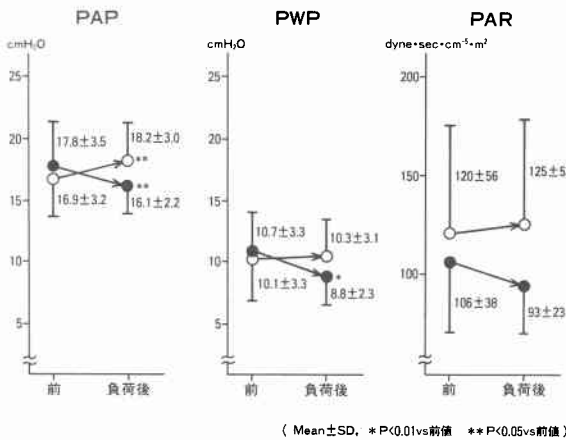 PAP
PWP
PAR
cmH₂O
cmH₂O
dyne・sec・cm⁻⁵・m²
25
20
15
10
5
17.8±3.5
18.2±3.0
**
**
16.9±3.2
16.1±2.2
前
負荷後
25
20
15
10
5
10.7±3.3
10.3±3.1
*
10.1±3.3
8.8±2.3
前
負荷後
200
150
100
120±56
125±5
106±38
93±23
前
負荷後
( Mean±SD, *P<0.01vs前値 **P<0.05vs前値 )